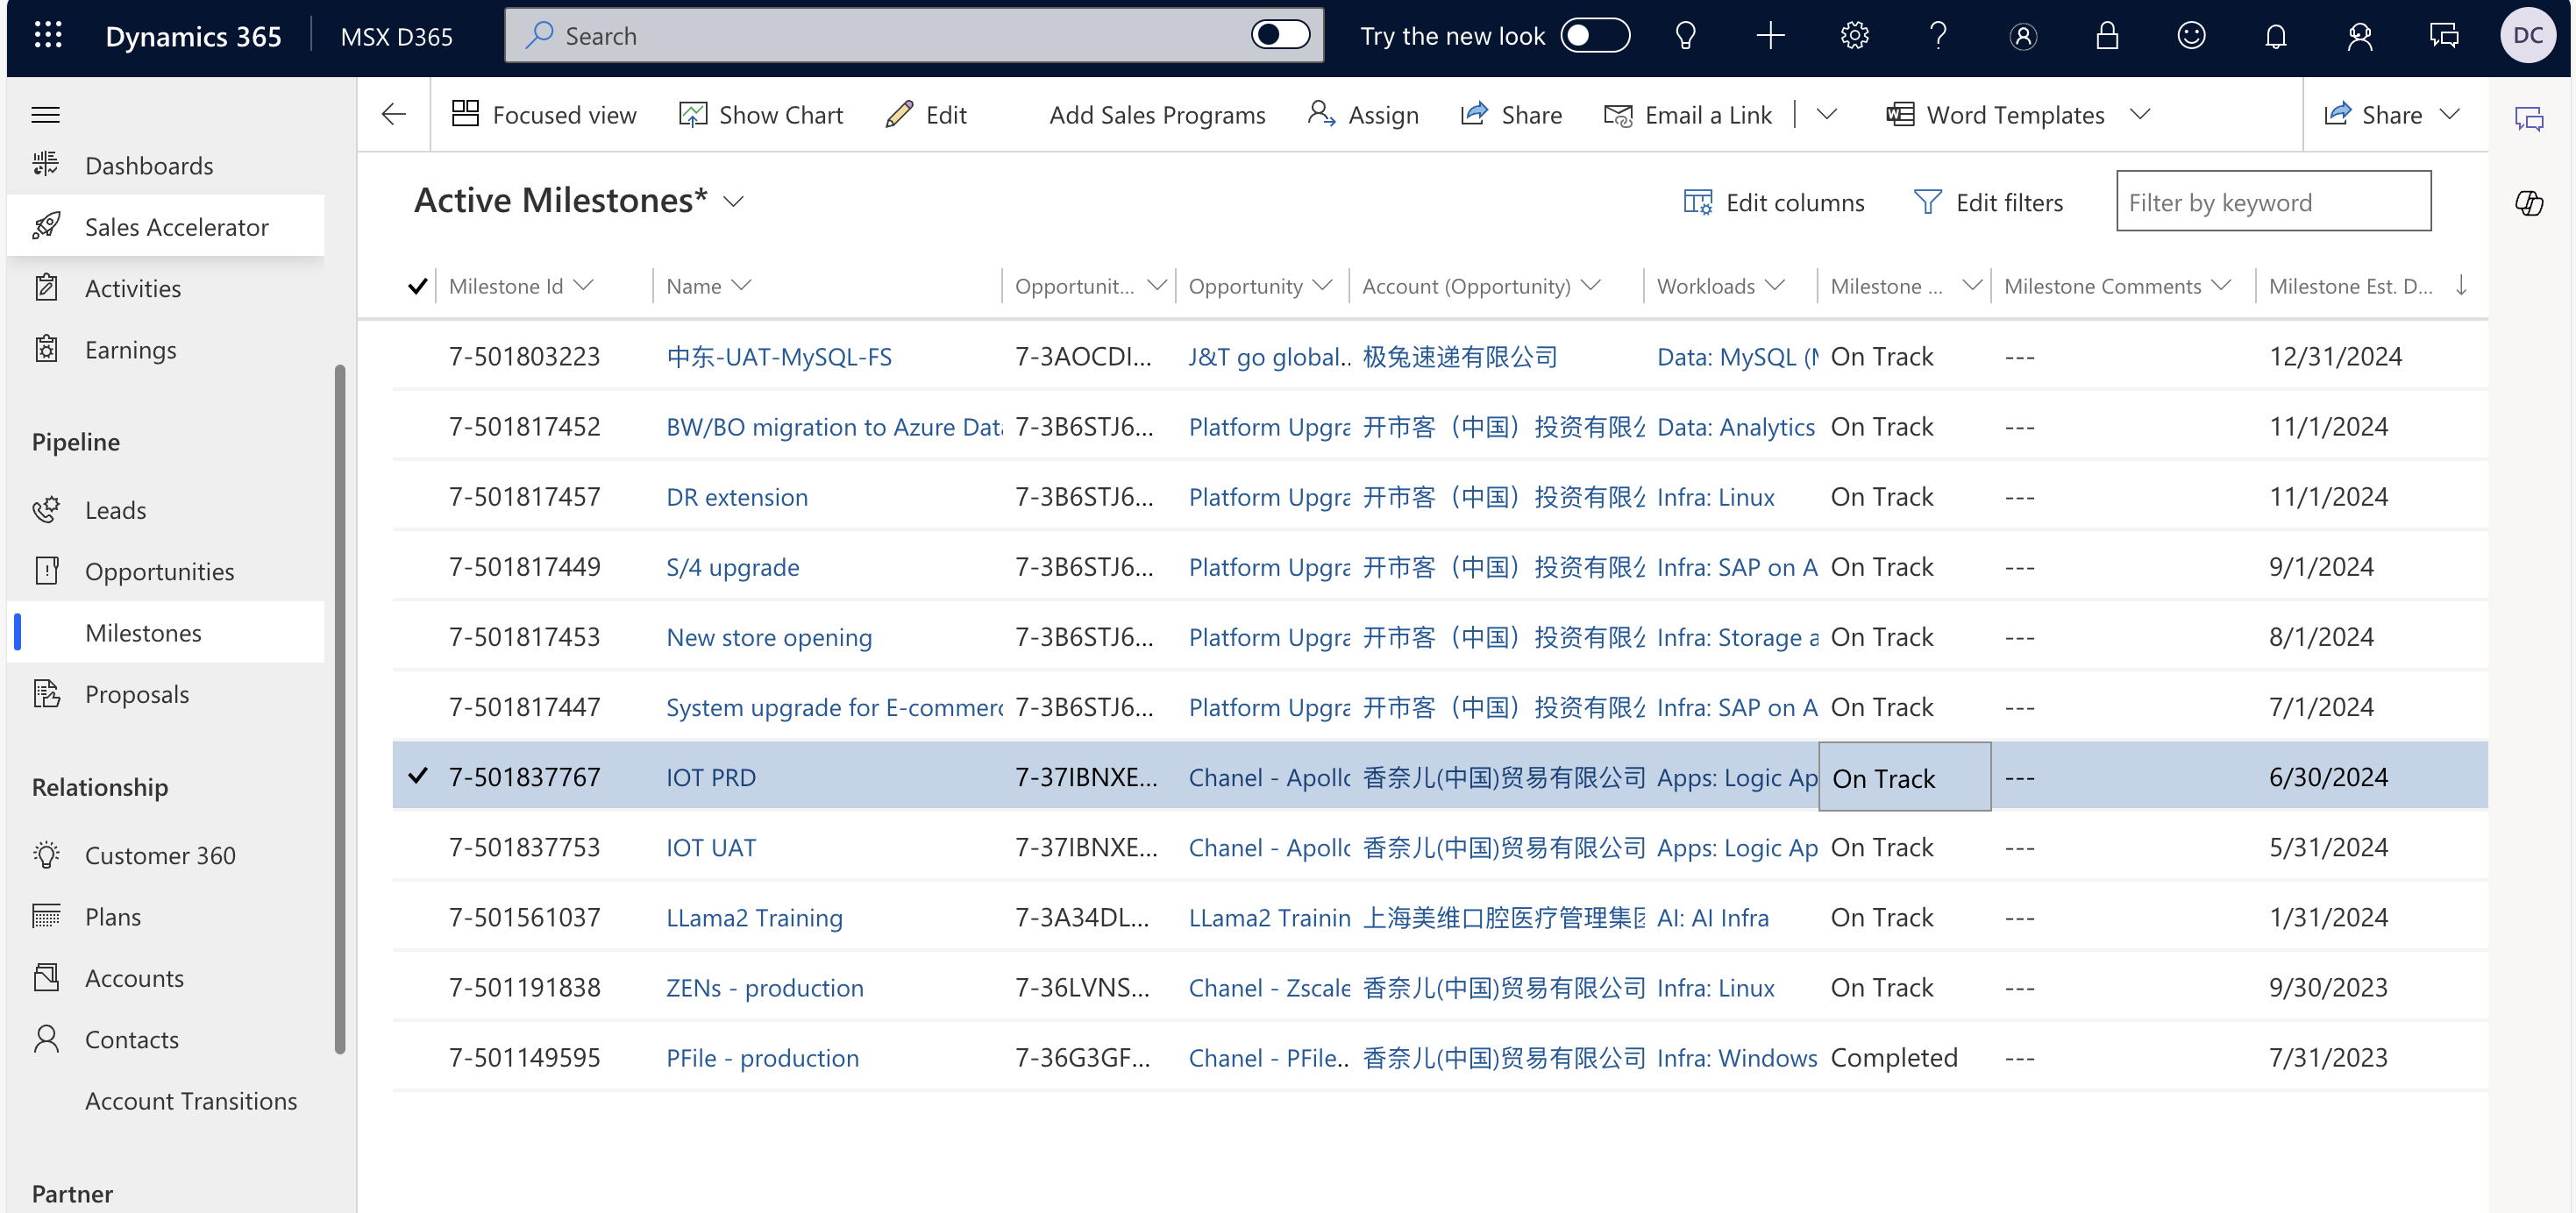 Dynamics 365 MSX D365 Search Try the new look DC
Focused view Show Chart Edit Add Sales Programs Assign Share Email a Link Word Templates Share
Dashboards
Sales Accelerator
Activities
Earnings
Pipeline
Leads
Opportunities
Milestones
Proposals
Relationship
Customer 360
Plans
Accounts
Contacts
Account Transitions
Partner
Active Milestones* Edit columns Edit filters Filter by keyword
Milestone Id Name Opportunit... Opportunity Account (Opportunity) Workloads Milestone ... Milestone Comments Milestone Est. D...
7-501803223 中东-UAT-MySQL-FS 7-3AOCDI... J&T go global.. 极兔速递有限公司 Data: MySQL ( On Track --- 12/31/2024
7-501817452 BW/BO migration to Azure Data 7-3B6STJ6... Platform Upgra 开市客（中国）投资有限公 Data: Analytics On Track --- 11/1/2024
7-501817457 DR extension 7-3B6STJ6... Platform Upgra 开市客（中国）投资有限公 Infra: Linux On Track --- 11/1/2024
7-501817449 S/4 upgrade 7-3B6STJ6... Platform Upgra 开市客（中国）投资有限公 Infra: SAP on A On Track --- 9/1/2024
7-501817453 New store opening 7-3B6STJ6... Platform Upgra 开市客（中国）投资有限公 Infra: Storage a On Track --- 8/1/2024
7-501817447 System upgrade for E-commerc 7-3B6STJ6... Platform Upgra 开市客（中国）投资有限公 Infra: SAP on A On Track --- 7/1/2024
7-501837767 IOT PRD 7-37IBNXE... Chanel - Apollo 香奈儿(中国)贸易有限公司 Apps: Logic Ap On Track --- 6/30/2024
7-501837753 IOT UAT 7-37IBNXE... Chanel - Apollo 香奈儿(中国)贸易有限公司 Apps: Logic Ap On Track --- 5/31/2024
7-501561037 LLama2 Training 7-3A34DL... LLama2 Trainin 上海美维口腔医疗管理集团 AI: AI Infra On Track --- 1/31/2024
7-501191838 ZENs - production 7-36LVNS... Chanel - Zscale 香奈儿(中国)贸易有限公司 Infra: Linux On Track --- 9/30/2023
7-501149595 PFile - production 7-36G3GF... Chanel - PFile.. 香奈儿(中国)贸易有限公司 Infra: Windows Completed --- 7/31/2023